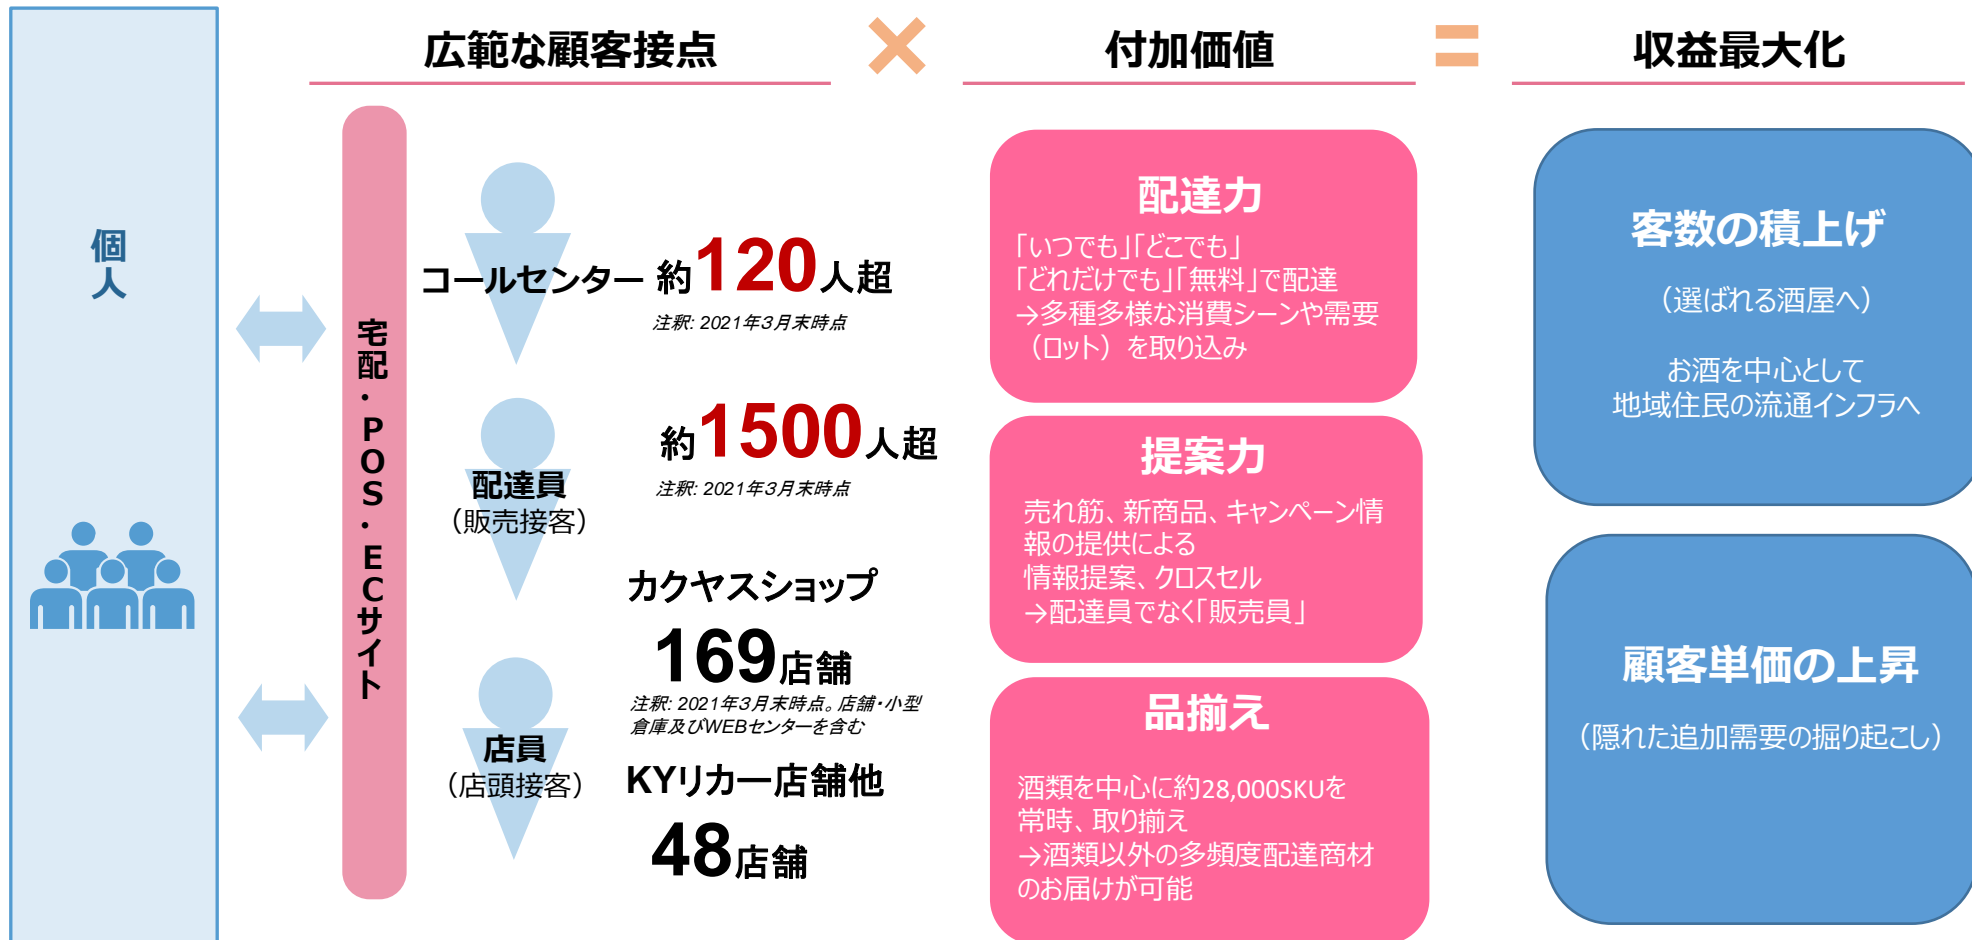 広範な顧客接点
×
付加価値
=
収益最大化
個人
宅配・POS・ECサイト
コールセンター
約120人超
注釈: 2021年3月末時点
配達員
（販売接客）
約1500人超
注釈: 2021年3月末時点
店員
（店頭接客）
カクヤスショップ
169店舗
注釈: 2021年3月末時点。店舗・小型
倉庫及びWEBセンターを含む
KYリカー店舗他
48店舗
配達力
「いつでも」「どこでも」
「どれだけでも」「無料」で配達
→多種多様な消費シーンや需要
（ロット）を取り込み
提案力
売れ筋、新商品、キャンペーン情
報の提供による
情報提案、クロスセル
→配達員でなく「販売員」
品揃え
酒類を中心に約28,000SKUを
常時、取り揃え
→酒類以外の多頻度配達商材
のお届けが可能
客数の積上げ
（選ばれる酒屋へ）
お酒を中心として
地域住民の流通インフラへ
顧客単価の上昇
（隠れた追加需要の掘り起こし）